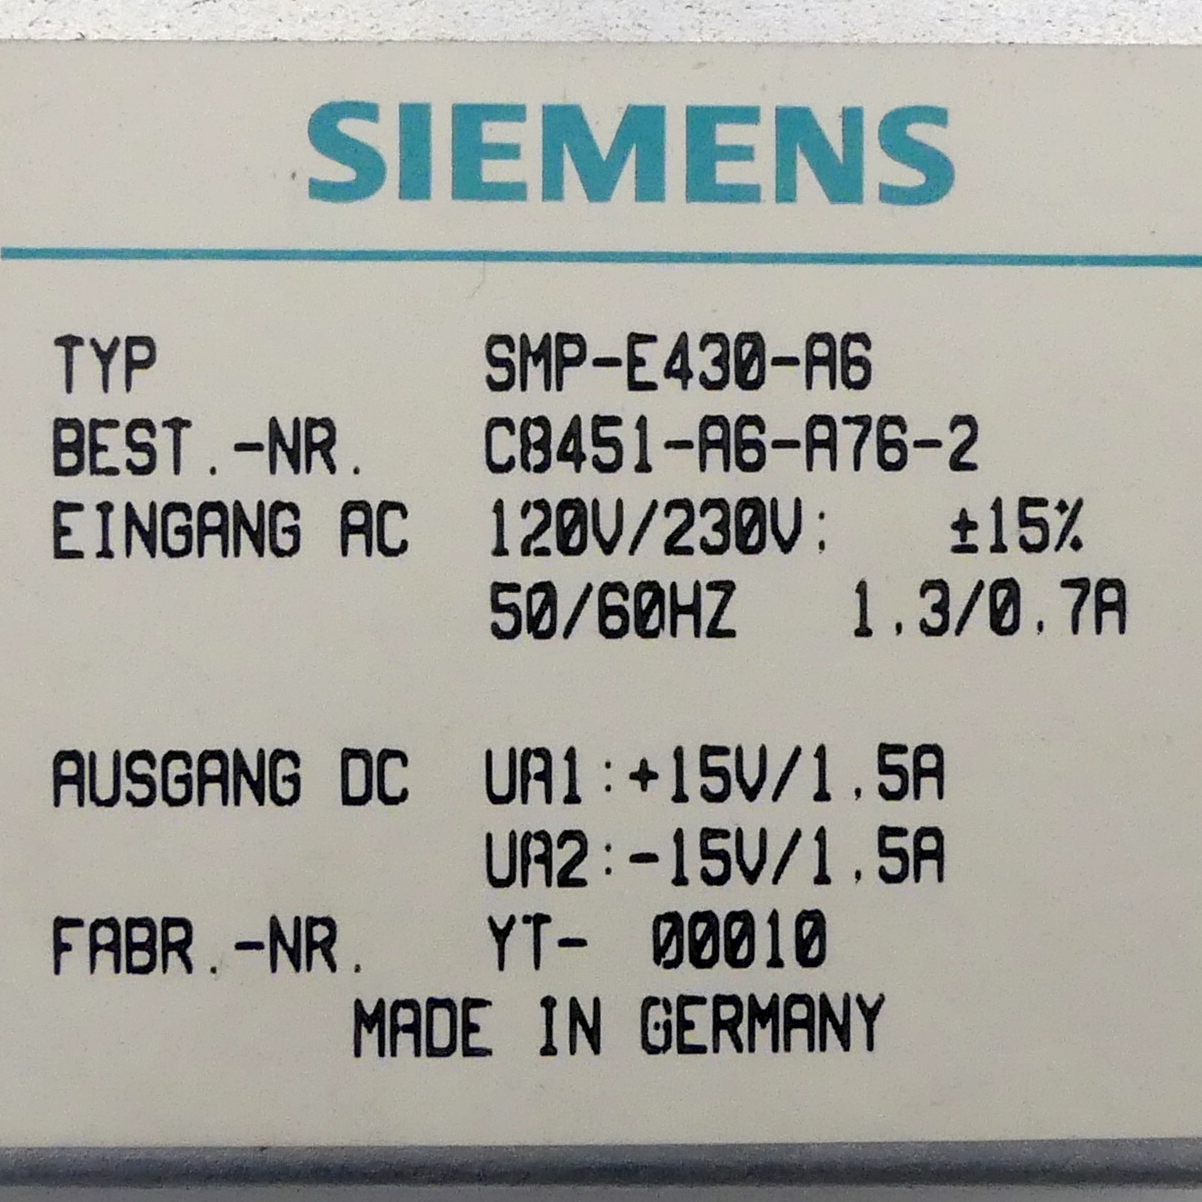 SIEMENS
TYP SMP-E430-A6
BEST.-NR. C8451-A6-A76-2
EINGANG AC 120V/230V: ±15%
50/60HZ 1.3/0.7A
AUSGANG DC UA1:+15V/1.5A
UA2:-15V/1.5A
FABR.-NR. YT- 00010
MADE IN GERMANY